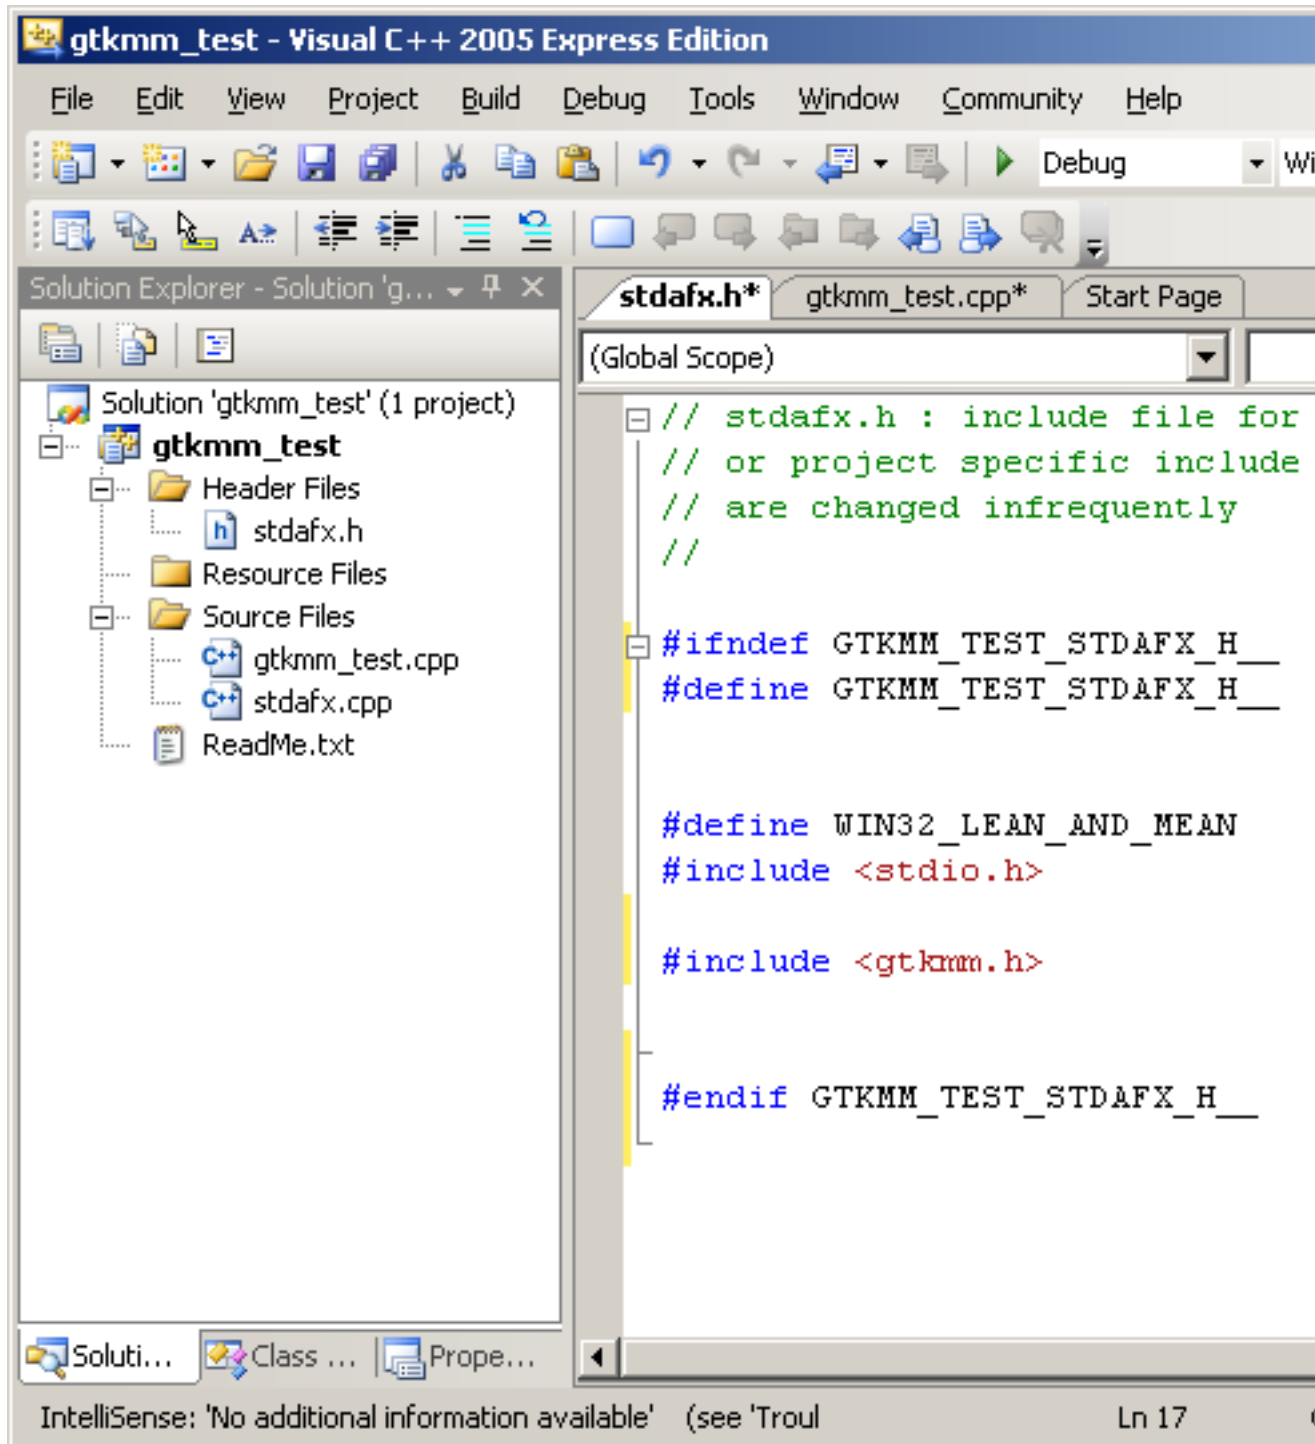 gtkmm_test - Visual C++ 2005 Express Edition
File Edit View Project Build Debug Tools Window Community Help
Debug Wi
Solution Explorer - Solution 'g...
stdafx.h* gtkmm_test.cpp* Start Page
(Global Scope)
Solution 'gtkmm_test' (1 project)
gtkmm_test
Header Files
stdafx.h
Resource Files
Source Files
gtkmm_test.cpp
stdafx.cpp
ReadMe.txt
// stdafx.h : include file for
// or project specific include
// are changed infrequently
//
#ifndef GTKMM_TEST_STDAFX_H__
#define GTKMM_TEST_STDAFX_H__
#define WIN32_LEAN_AND_MEAN
#include <stdio.h>
#include <gtkmm.h>
#endif GTKMM_TEST_STDAFX_H__
Soluti... Class ... Prope...
IntelliSense: 'No additional information available' (see 'Troul Ln 17